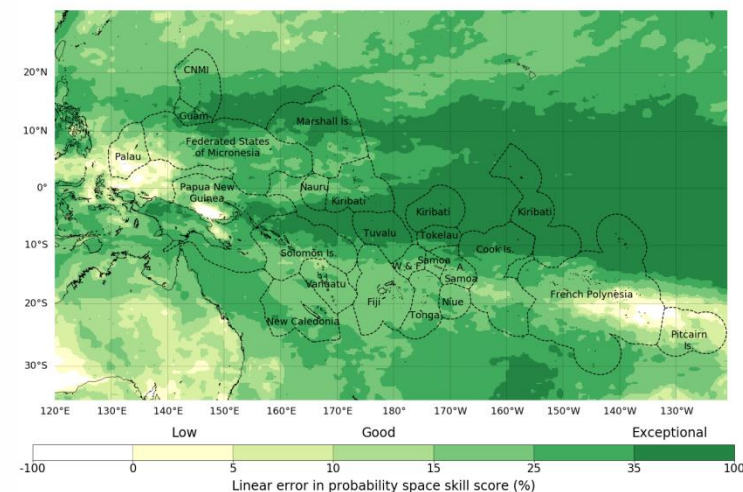 20°N
CNMI
Guam
10°N
Marshall Is.
Palau
Federated States
of Micronesia
0°
Papua New
Guinea
Nauru
Kiribati
Kiribati
Kiribati
Tuvalu
Tokelau
10°S
Solomon Is.
W & F
Samoa
A.
Samoa
Cook Is.
Vanuatu
20°S
Fiji
Niue
French Polynesia
New Caledonia
Tonga
Pitcairn
Is.
30°S
120°E 130°E 140°E 150°E 160°E 170°E 180° 170°W 160°W 150°W 140°W 130°W
Low Good Exceptional
-100 0 5 10 15 25 35 100
Linear error in probability space skill score (%)